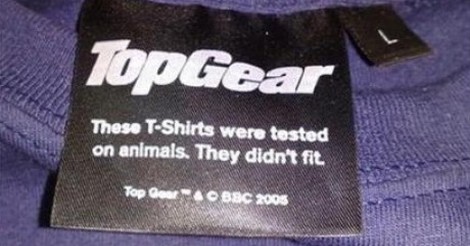 TopGear
L
These T-Shirts were tested
on animals. They didn't fit.
Top Gear ™ & © BBC 2005